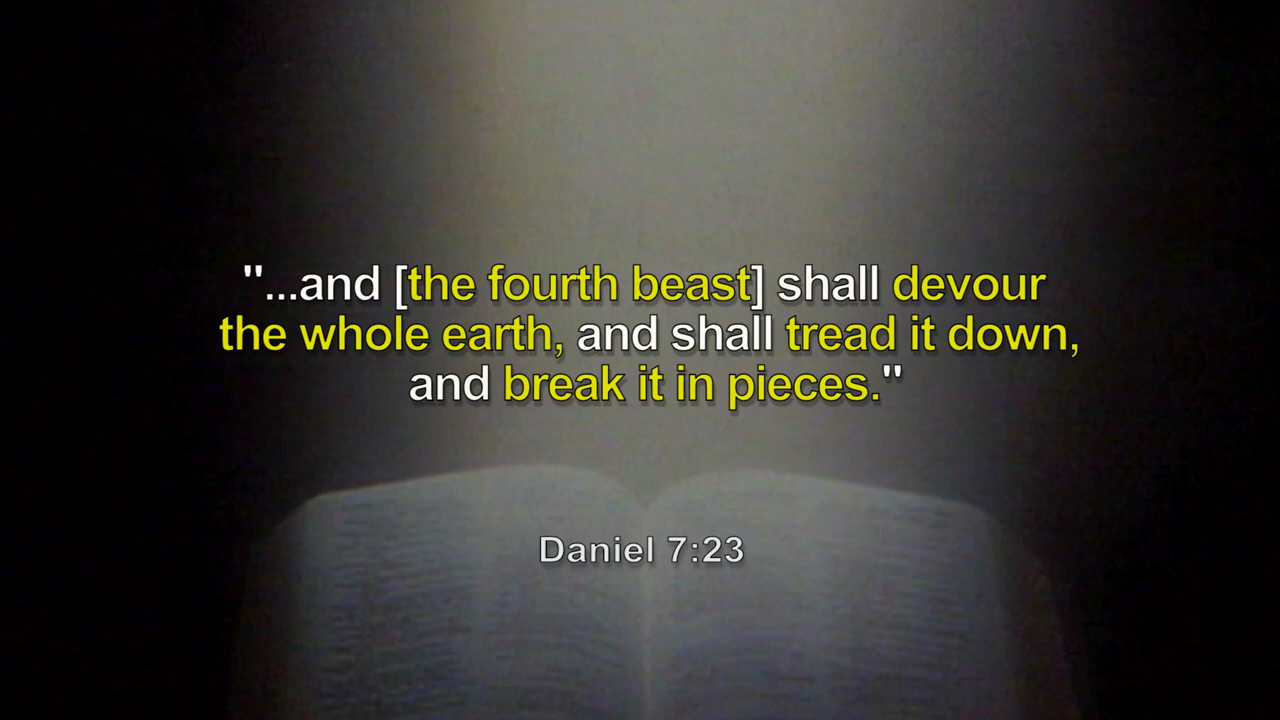 "...and [the fourth beast] shall devour
the whole earth, and shall tread it down,
and break it in pieces."
Daniel 7:23